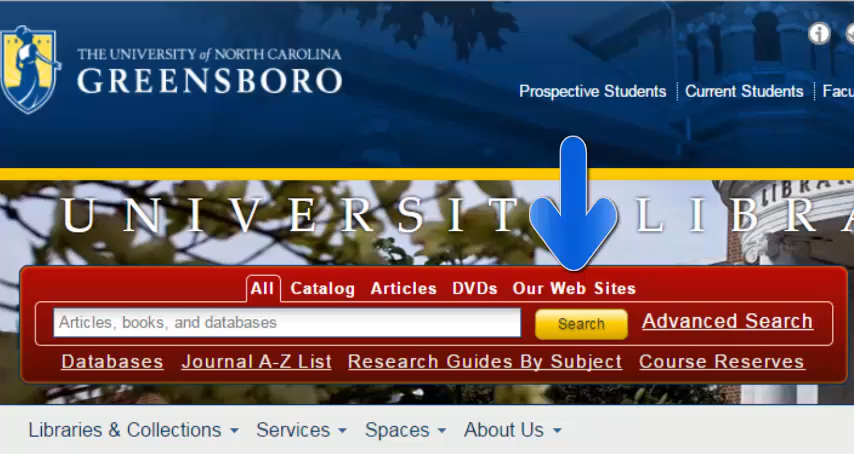 THE UNIVERSITY of NORTH CAROLINA
GREENSBORO
Prospective Students Current Students
UNIVERSIT
All Catalog Articles DVDs Our Web Sites
Articles, books, and databases
Search
Advanced Search
Databases Journal A-Z List Research Guides By Subject Course Reserves
Libraries & Collections Services Spaces About Us